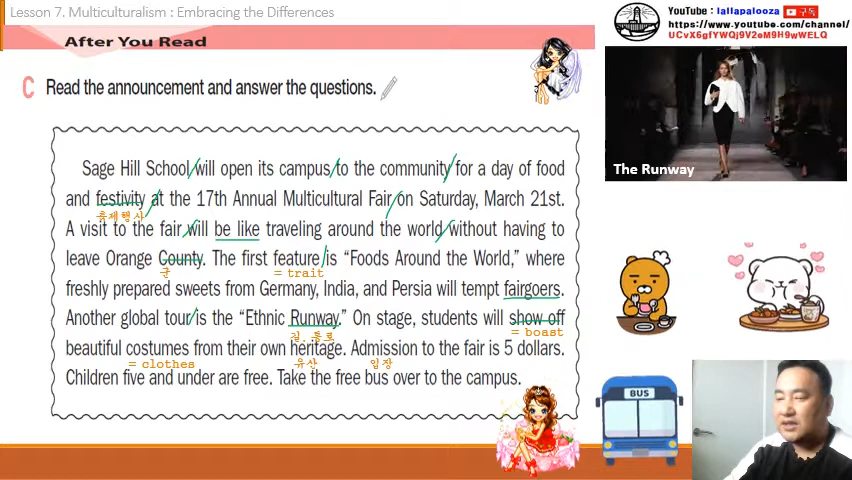 Lesson 7. Multiculturalism : Embracing the Differences
YouTube : lallapalooza 구독
https://www.youtube.com/channel/
UCvX6gfYWQj9V2eM9H9wWELQ
After You Read
C Read the announcement and answer the questions.
Sage Hill School will open its campus to the community for a day of food
and festivity at the 17th Annual Multicultural Fair on Saturday, March 21st.
축제행사
A visit to the fair will be like traveling around the world without having to
leave Orange County. The first feature is “Foods Around the World,” where
군
= trait
freshly prepared sweets from Germany, India, and Persia will tempt fairgoers.
Another global tour is the “Ethnic Runway.” On stage, students will show off
길, 통로
= boast
beautiful costumes from their own heritage. Admission to the fair is 5 dollars.
= clothes
유산
입장
Children five and under are free. Take the free bus over to the campus.
The Runway
BUS